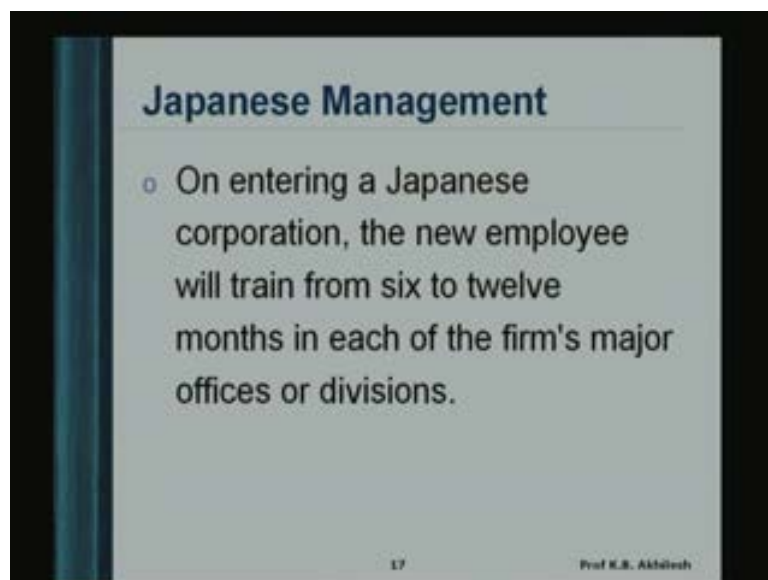 Japanese Management
o On entering a Japanese
corporation, the new employee
will train from six to twelve
months in each of the firm's major
offices or divisions.
17
Prof K.B. Akhilesh